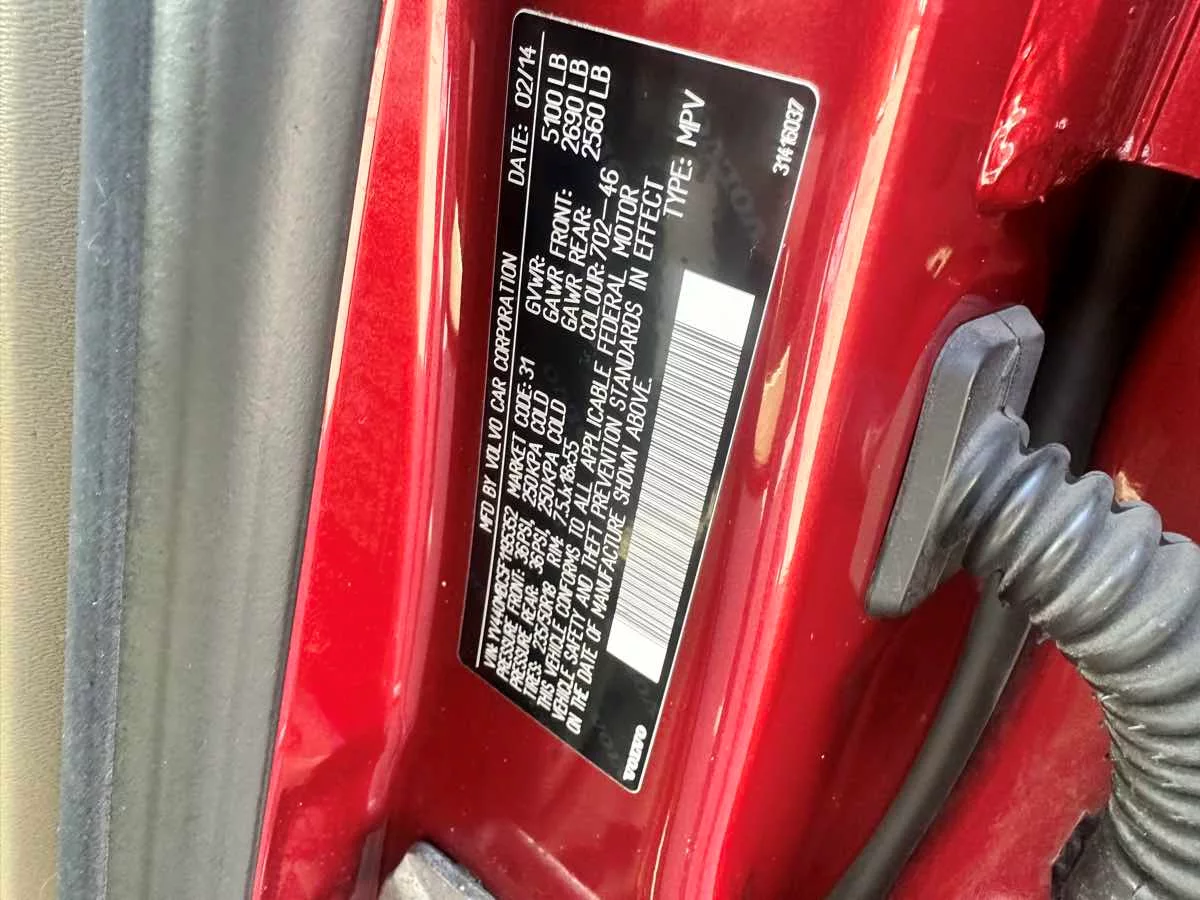 MFD BY VOLVO CAR CORPORATION DATE: 02/14
VIN: MARKET CODE: 31 GVWR: 5100 LB
PRESSURE FRONT: 36PSI, 250KPA COLD GAWR FRONT: 2690 LB
PRESSURE REAR: 36PSI, 250KPA COLD GAWR REAR: 2560 LB
TIRES: 235/50R18 RIM: 7.5Jx18x55 COLOUR: 702-46
THIS VEHICLE CONFORMS TO ALL APPLICABLE FEDERAL MOTOR
VEHICLE SAFETY AND THEFT PREVENTION STANDARDS IN EFFECT
ON THE DATE OF MANUFACTURE SHOWN ABOVE.
TYPE: MPV
VOLVO
31416037